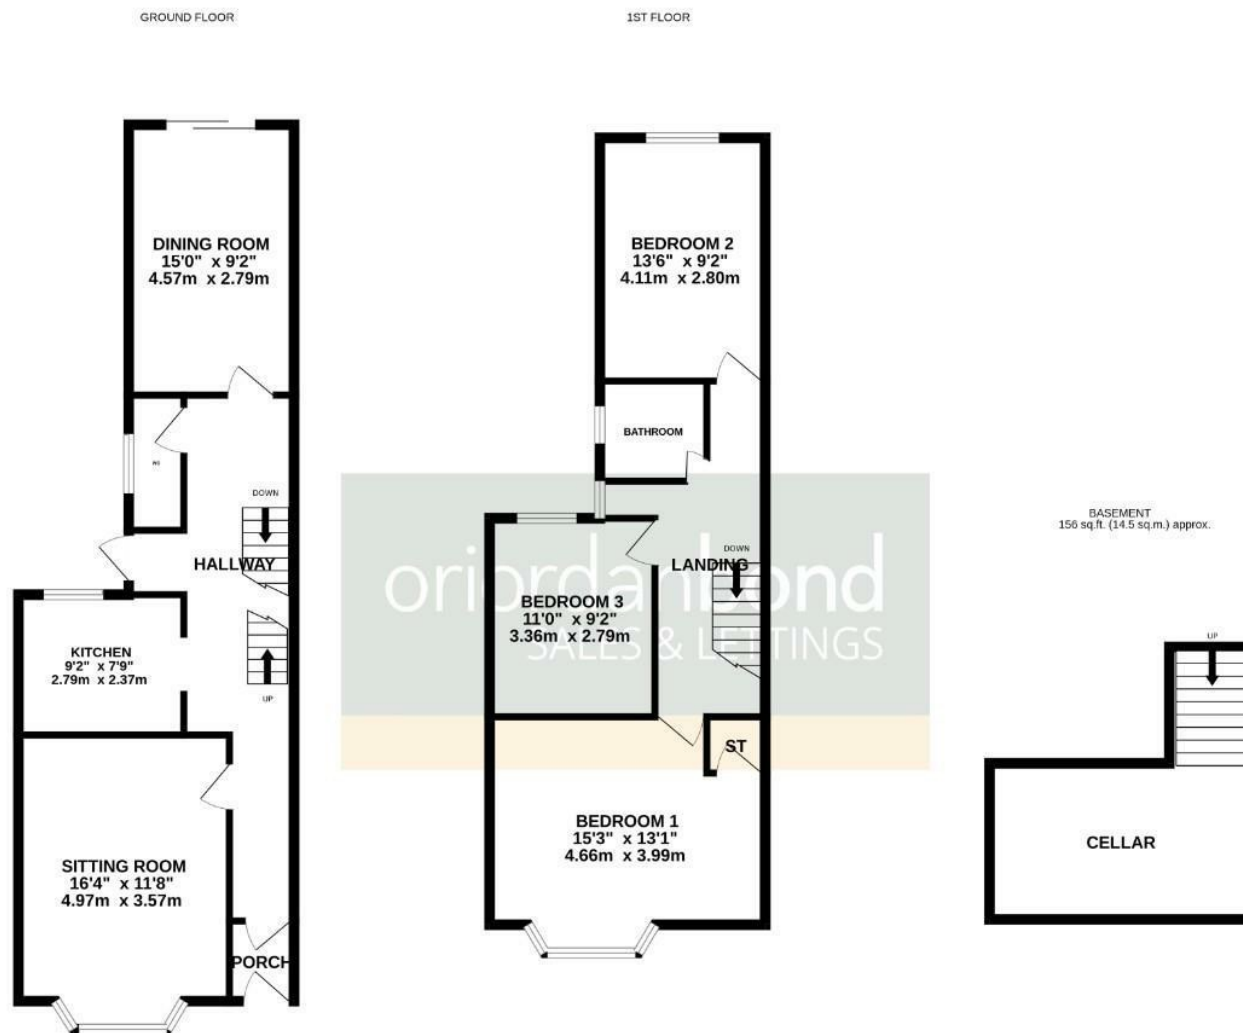 GROUND FLOOR
DINING ROOM
15'0" x 9'2"
4.57m x 2.79m
DOWN
HALLWAY
KITCHEN
9'2" x 7'9"
2.79m x 2.37m
UP
SITTING ROOM
16'4" x 11'8"
4.97m x 3.57m
PORCH
1ST FLOOR
BEDROOM 2
13'6" x 9'2"
4.11m x 2.80m
BATHROOM
DOWN
LANDING
oriordanbond
SALES & LETTINGS
BEDROOM 3
11'0" x 9'2"
3.36m x 2.79m
ST
BEDROOM 1
15'3" x 13'1"
4.66m x 3.99m
BASEMENT
156 sq.ft. (14.5 sq.m.) approx.
UP
CELLAR